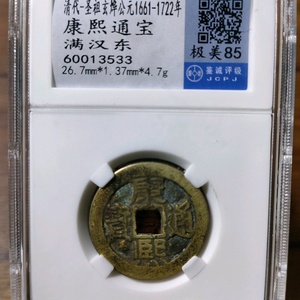 清代-圣祖玄烨公元1661-1722年
康熙通宝
满汉东
60013533
26.7mm*1.37mm*4.7g
极美85
鉴诚评级
JCPJ
康熙通寳